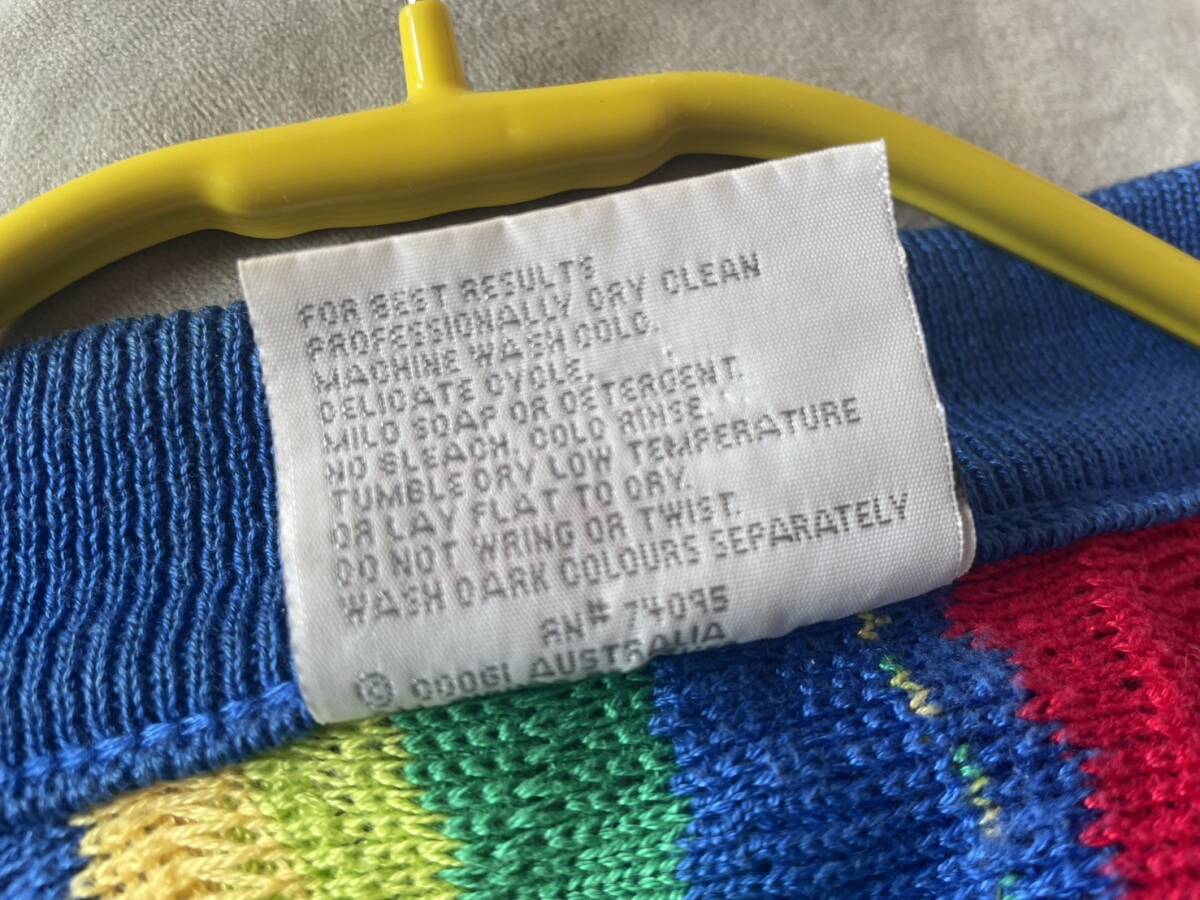 FOR BEST RESULTS
PROFESSIONALLY DRY CLEAN
MACHINE WASH COLD.
DELICATE CYCLE.
MILD SOAP OR DETERGENT.
NO BLEACH. COLD RINSE.
TUMBLE DRY LOW TEMPERATURE
OR LAY FLAT TO DRY.
DO NOT WRING OR TWIST.
WASH DARK COLOURS SEPARATELY
RN# 74095
© COOGI AUSTRALIA